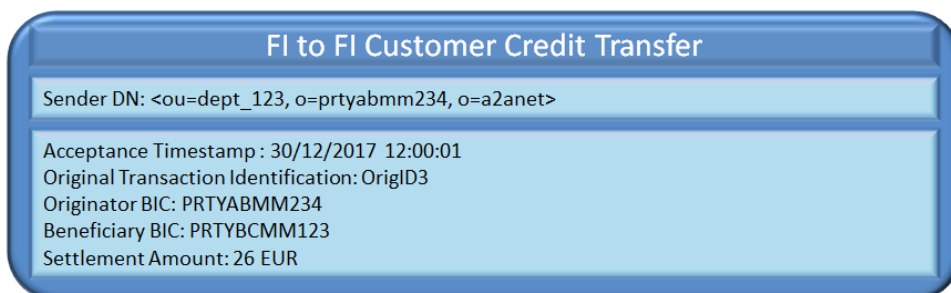 FI to FI Customer Credit Transfer
Sender DN: <ou=dept_123, o=prtyabmm234, o=a2anet>
Acceptance Timestamp : 30/12/2017 12:00:01
Original Transaction Identification: OrigID3
Originator BIC: PRTYABMM234
Beneficiary BIC: PRTYBCMM123
Settlement Amount: 26 EUR